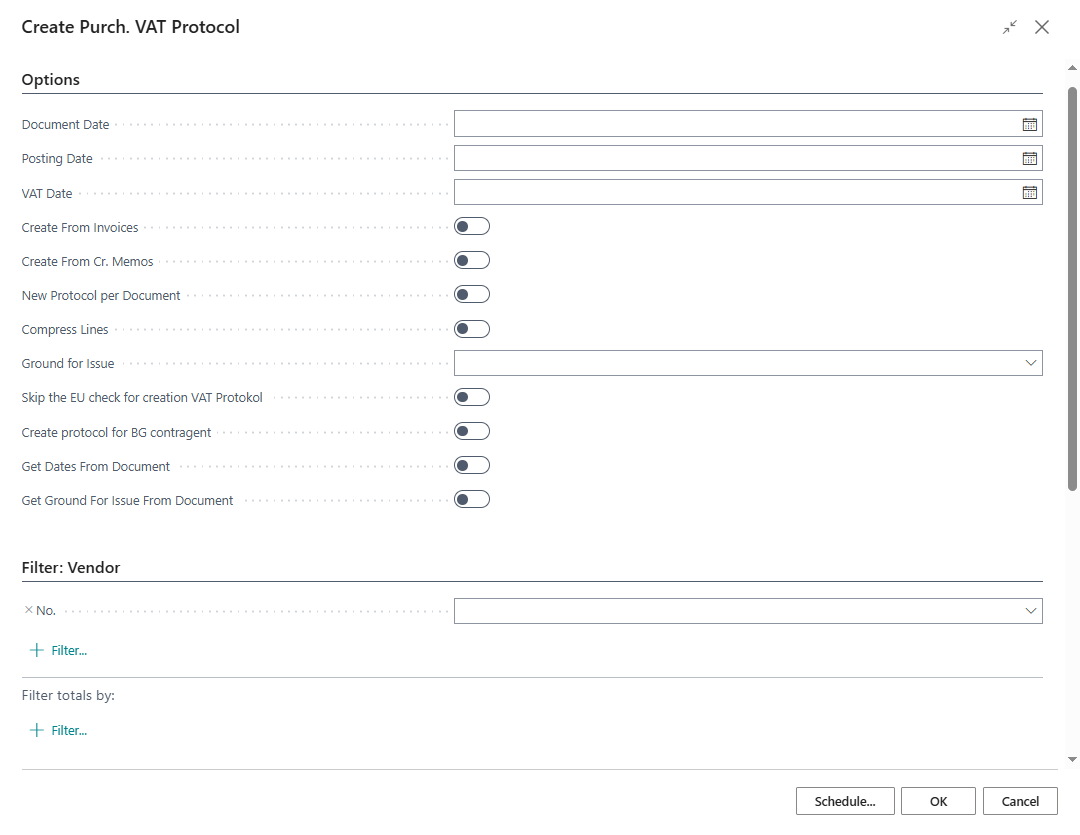 Create Purch. VAT Protocol
Options
Document Date
Posting Date
VAT Date
Create From Invoices
Create From Cr. Memos
New Protocol per Document
Compress Lines
Ground for Issue
Skip the EU check for creation VAT Protokol
Create protocol for BG contragent
Get Dates From Document
Get Ground For Issue From Document
Filter: Vendor
No.
Filter...
Filter totals by:
Filter...
Schedule...
OK
Cancel